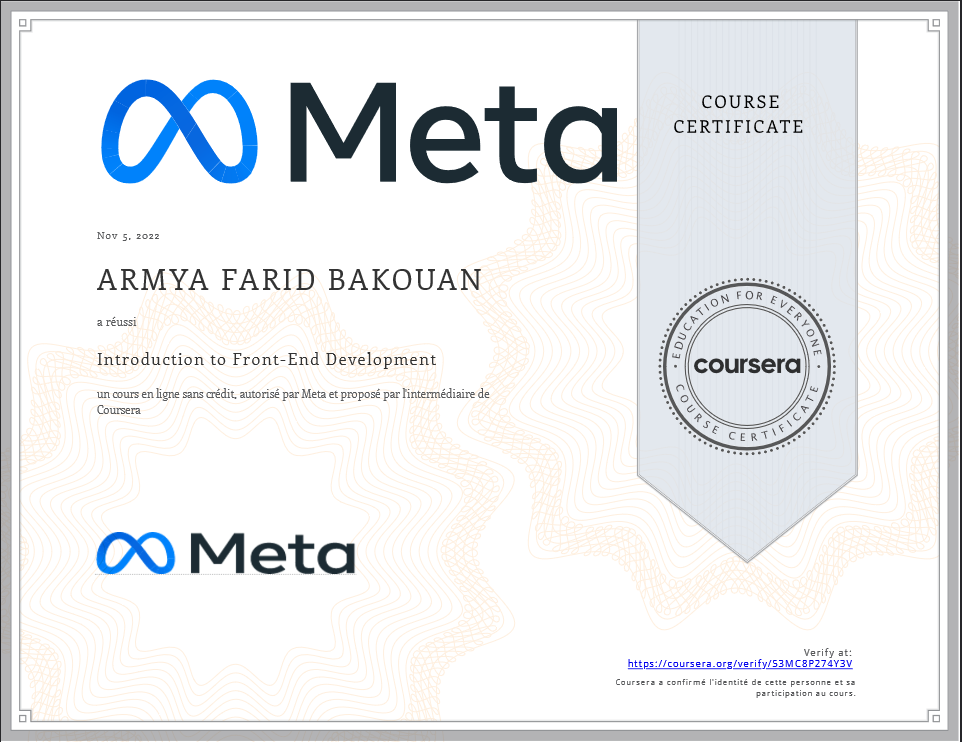 Meta
COURSE
CERTIFICATE
Nov 5, 2022
ARMYA FARID BAKOUAN
a réussi
Introduction to Front-End Development
un cours en ligne sans crédit, autorisé par Meta et proposé par l'intermédiaire de
Coursera
EDUCATION FOR EVERYONE
coursera
COURSE CERTIFICATE
Meta
Verify at:
https://coursera.org/verify/S3MC8P274Y3V
Coursera a confirmé l'identité de cette personne et sa
participation au cours.